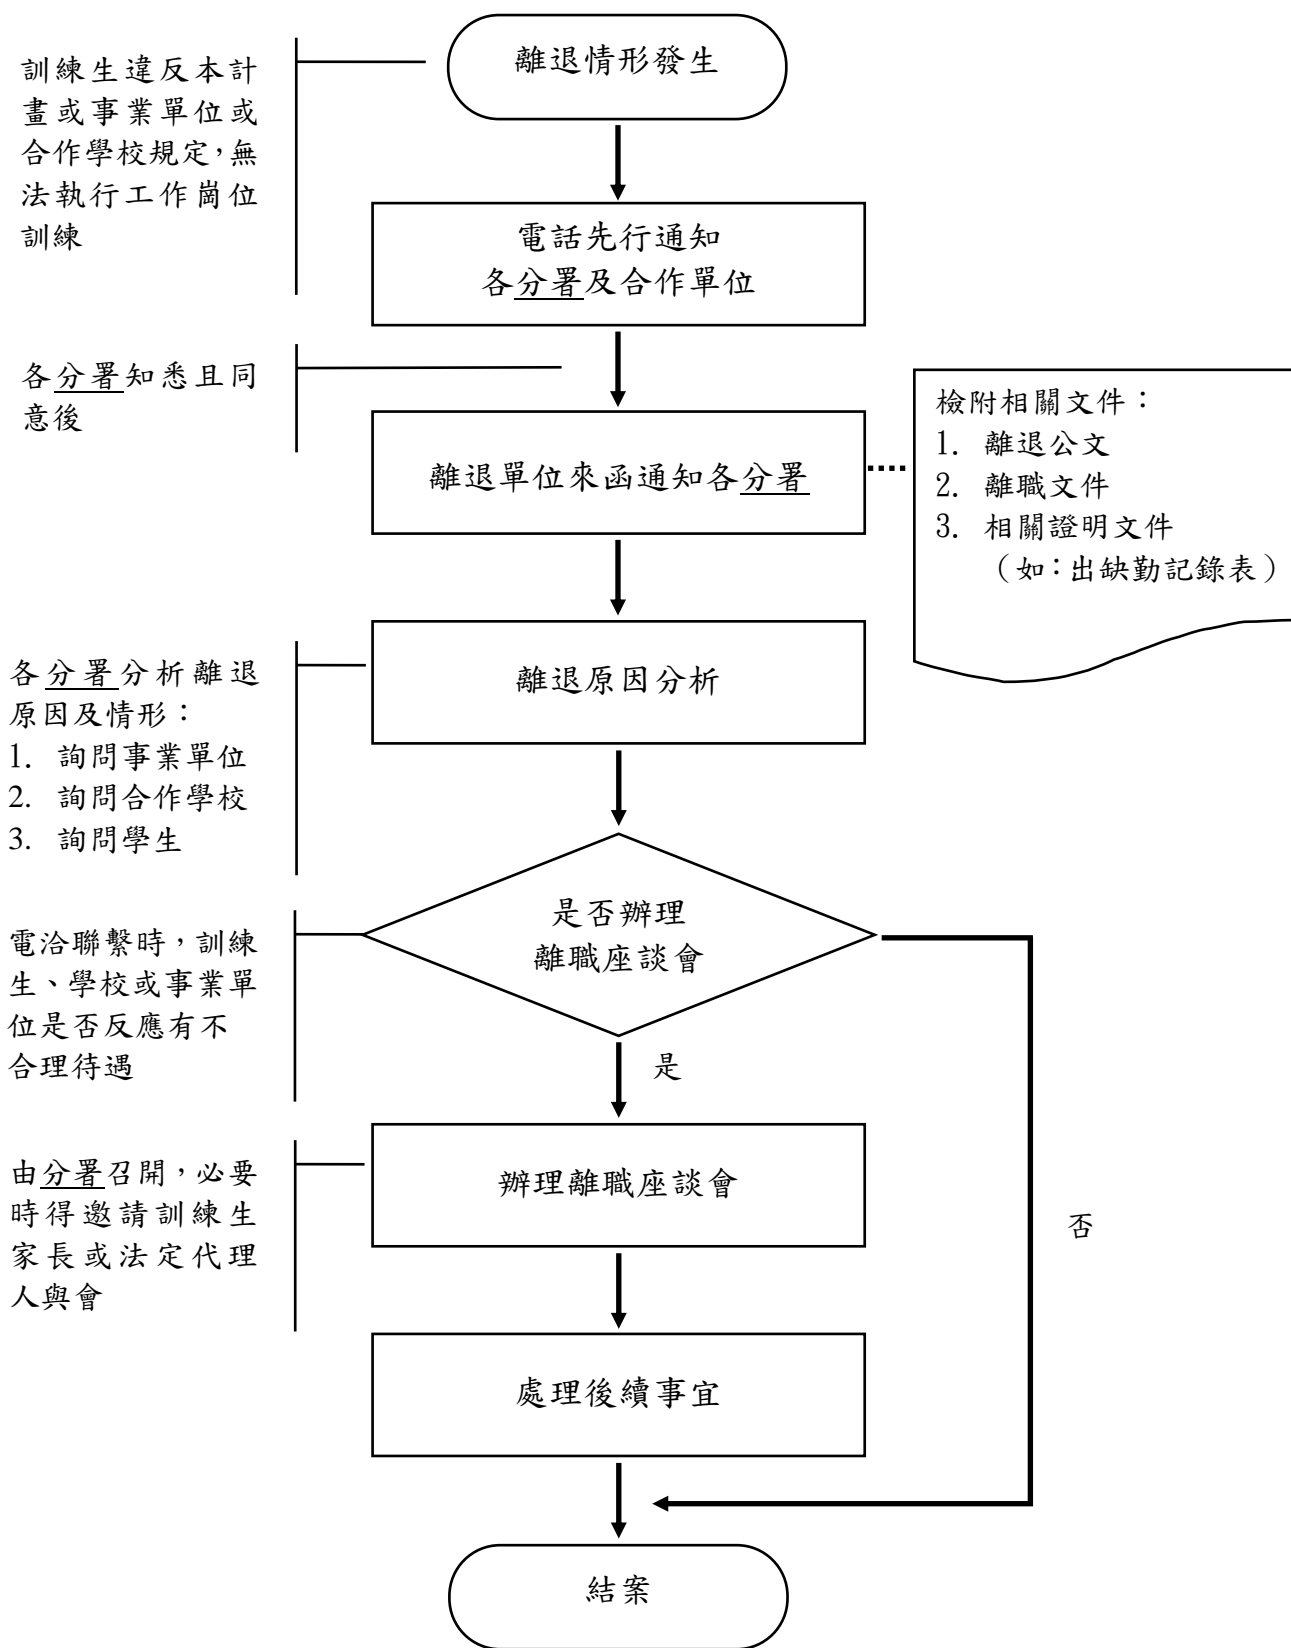 離退情形發生
訓練生違反本計
畫或事業單位或
合作學校規定，無
法執行工作崗位
訓練
電話先行通知
各分署及合作單位
各分署知悉且同
意後
離退單位來函通知各分署
檢附相關文件：
1. 離退公文
2. 離職文件
3. 相關證明文件
（如：出缺勤記錄表）
離退原因分析
各分署分析離退
原因及情形：
1. 詢問事業單位
2. 詢問合作學校
3. 詢問學生
是否辦理
離職座談會
電洽聯繫時，訓練
生、學校或事業單
位是否反應有不
合理待遇
是
辦理離職座談會
由分署召開，必要
時得邀請訓練生
家長或法定代理
人與會
否
處理後續事宜
結案